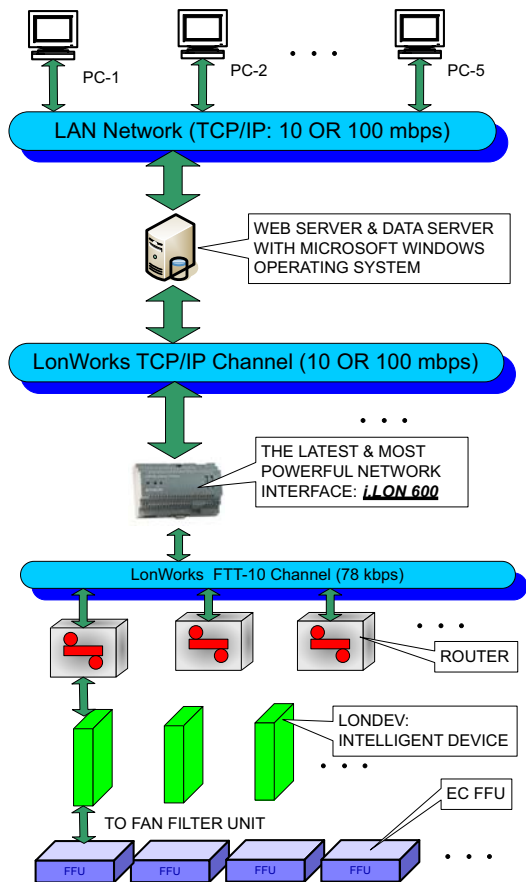 PC-1
PC-2
PC-5
LAN Network (TCP/IP: 10 OR 100 mbps)
WEB SERVER & DATA SERVER
WITH MICROSOFT WINDOWS
OPERATING SYSTEM
LonWorks TCP/IP Channel (10 OR 100 mbps)
THE LATEST & MOST
POWERFUL NETWORK
INTERFACE: i.LON 600
LonWorks FTT-10 Channel (78 kbps)
ROUTER
LONDEV:
INTELLIGENT DEVICE
EC FFU
TO FAN FILTER UNIT
FFU
FFU
FFU
FFU